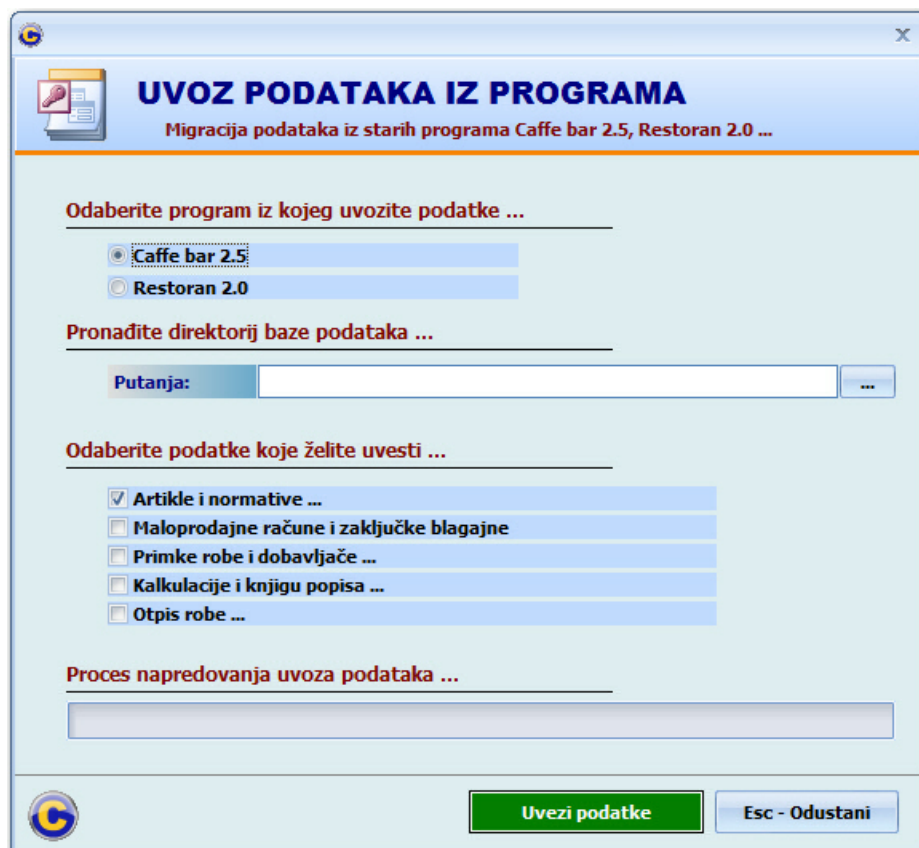 x
UVOZ PODATAKA IZ PROGRAMA
Migracija podataka iz starih programa Caffe bar 2.5, Restoran 2.0 ...
Odaberite program iz kojeg uvozite podatke ...
Caffe bar 2.5
Restoran 2.0
Pronađite direktorij baze podataka ...
Putanja:
...
Odaberite podatke koje želite uvesti ...
Artikle i normative ...
Maloprodajne račune i zaključke blagajne
Primke robe i dobavljače ...
Kalkulacije i knjigu popisa ...
Otpis robe ...
Proces napredovanja uvoza podataka ...
Uvezi podatke
Esc - Odustani